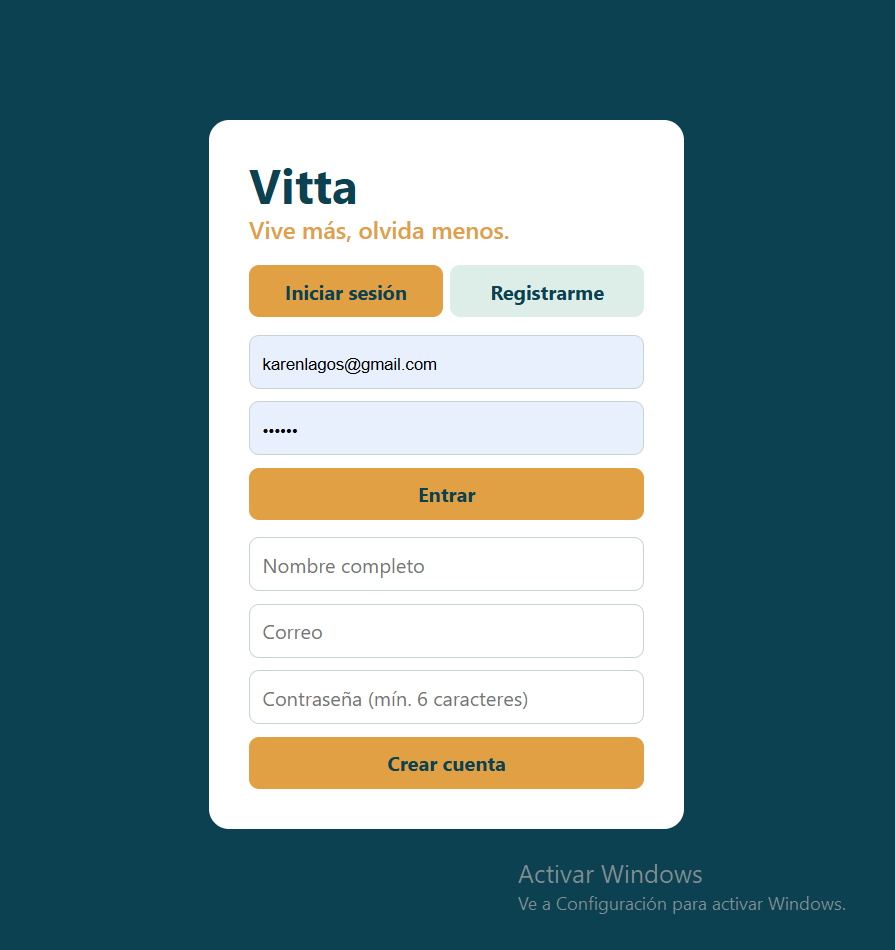 Vitta
Vive más, olvida menos.
Iniciar sesión
Registrarme
karenlagos@gmail.com
••••••
Entrar
Nombre completo
Correo
Contraseña (mín. 6 caracteres)
Crear cuenta
Activar Windows
Ve a Configuración para activar Windows.